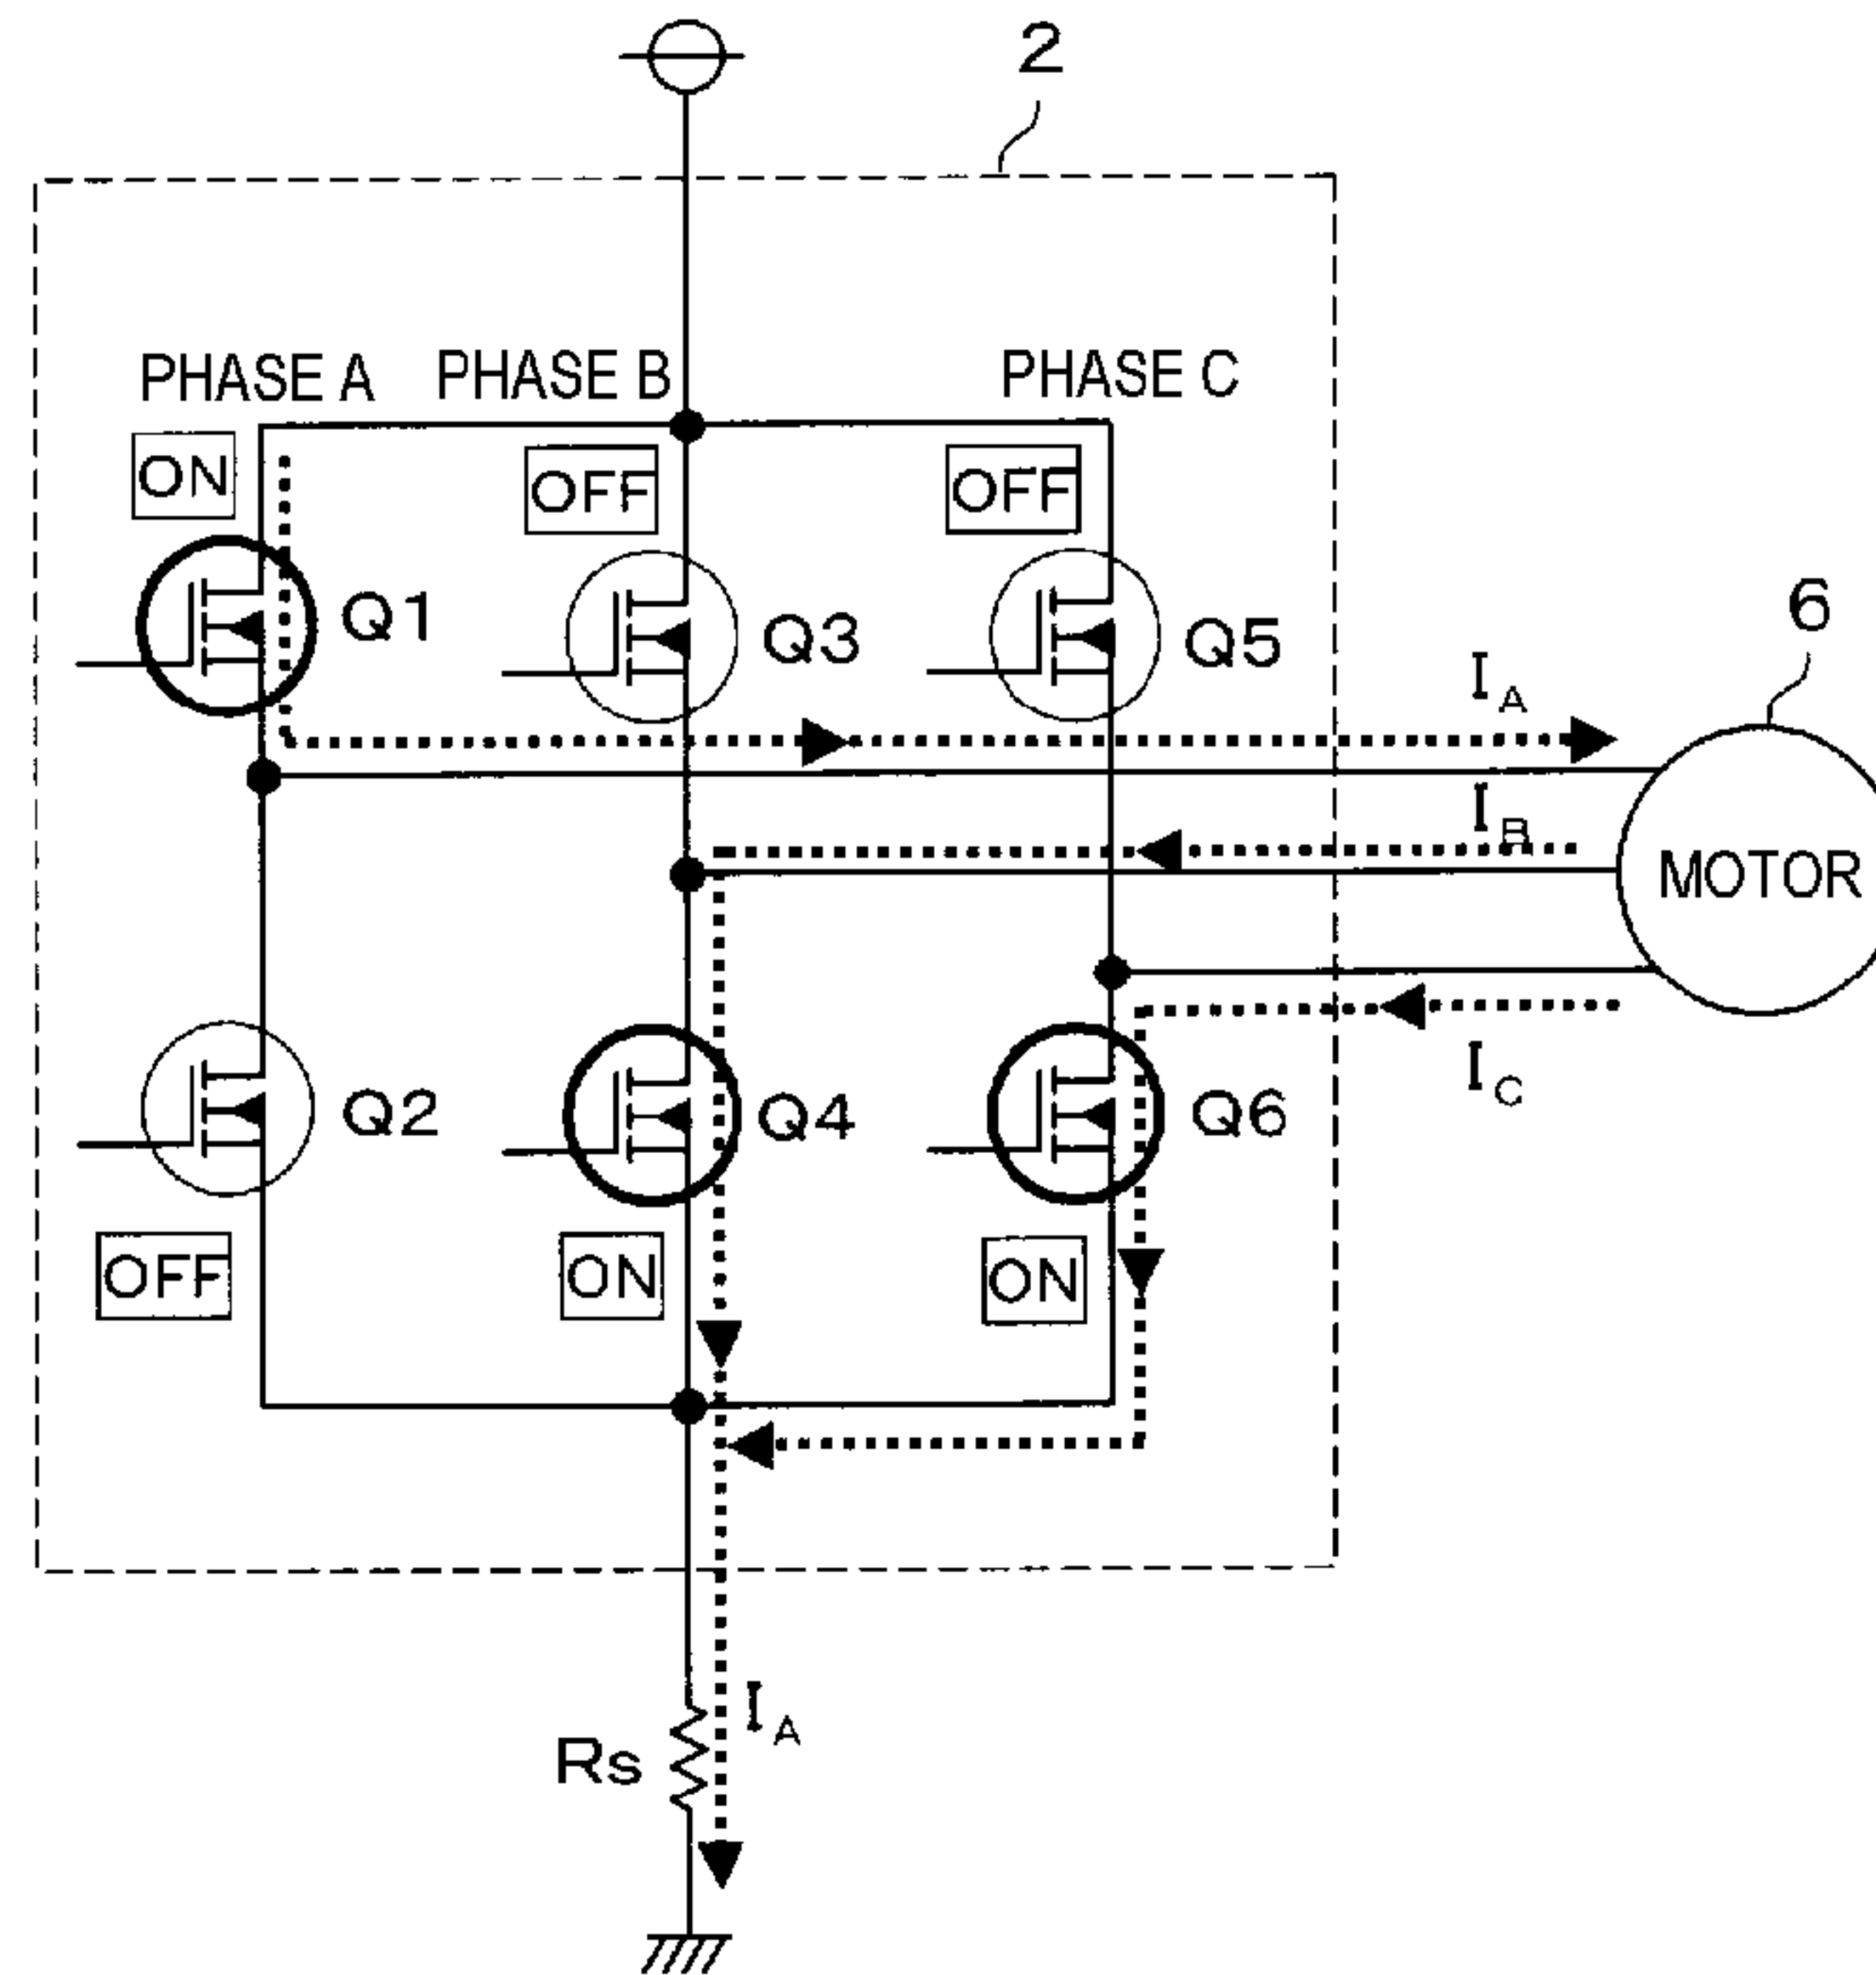 2
PHASE A
PHASE B
PHASE C
ON
OFF
OFF
Q1
Q3
Q5
6
IA
IB
MOTOR
IC
Q2
Q4
Q6
OFF
ON
ON
IA
Rs